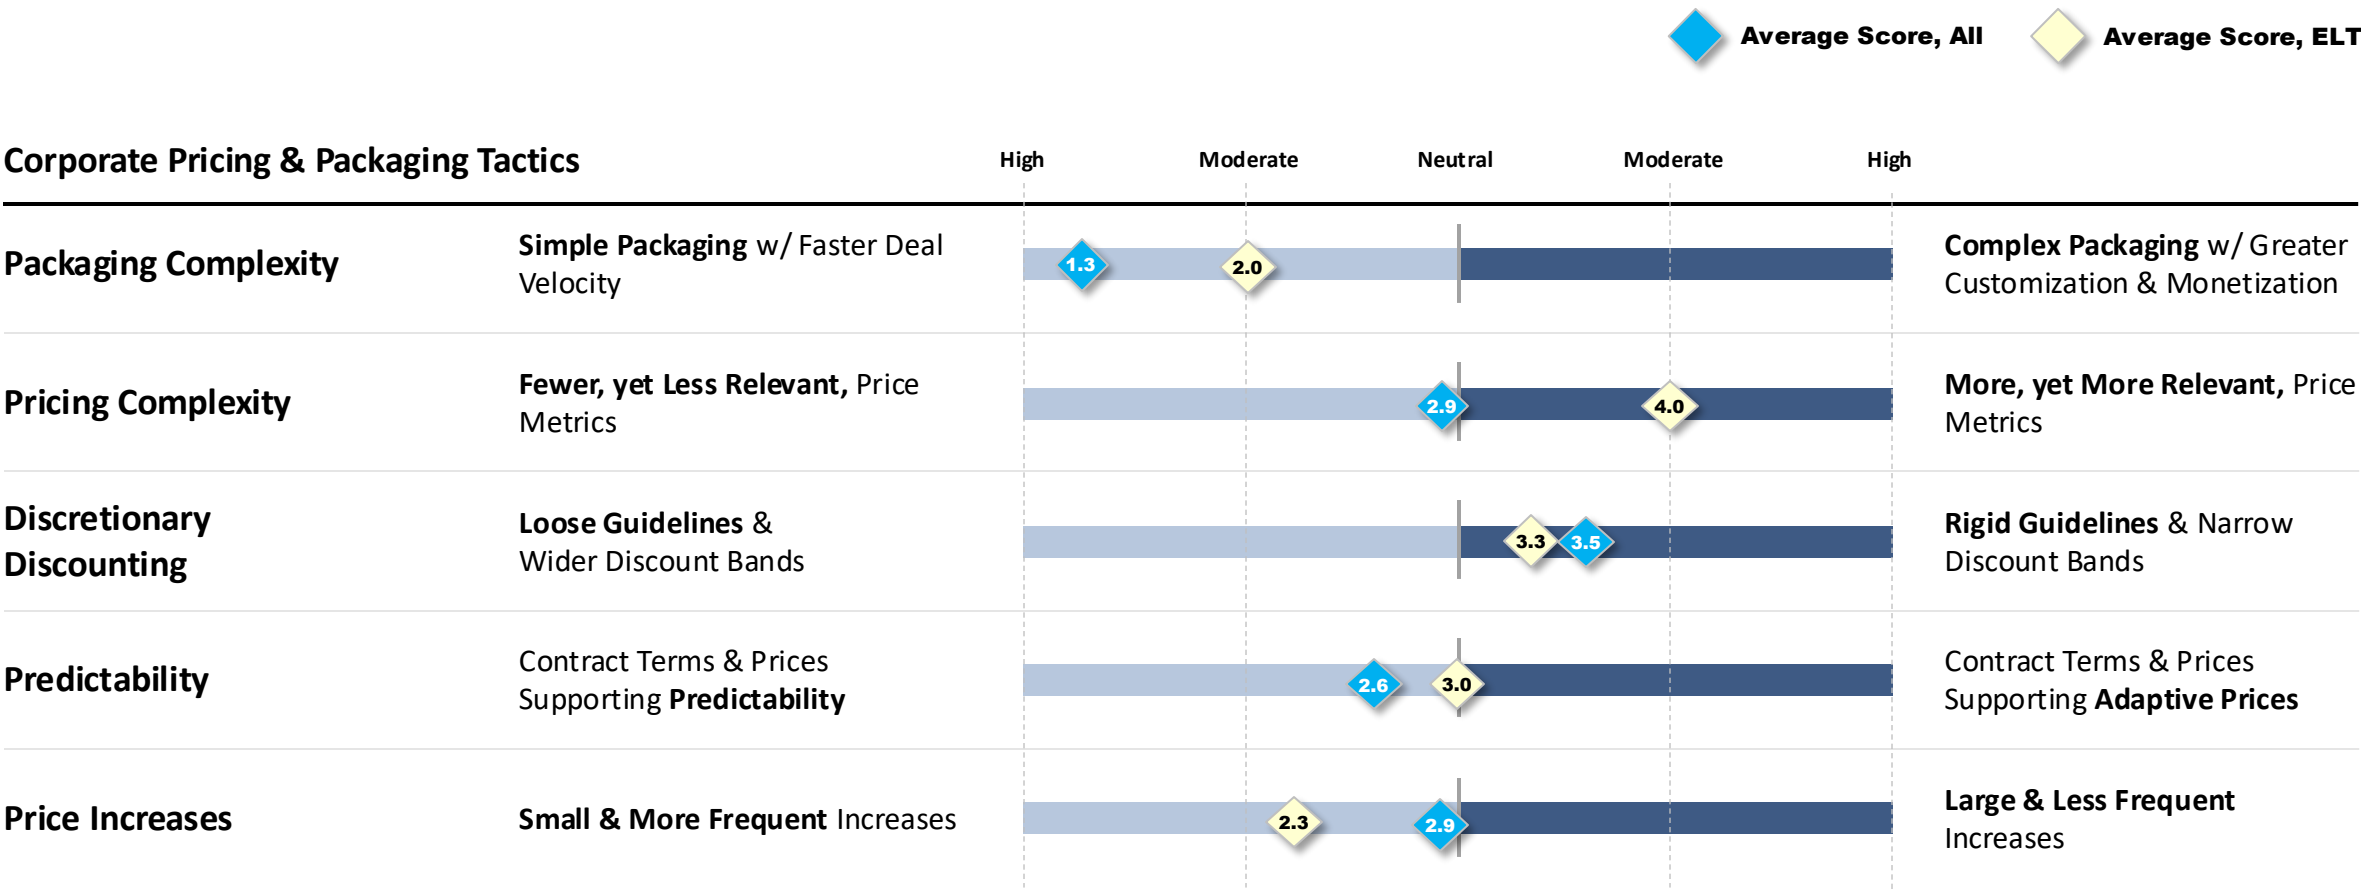 Average Score, All
Average Score, ELT
Corporate Pricing & Packaging Tactics
High
Moderate
Neutral
Moderate
High
Packaging Complexity
Simple Packaging w/ Faster Deal
Velocity
1.3
2.0
Complex Packaging w/ Greater
Customization & Monetization
Pricing Complexity
Fewer, yet Less Relevant, Price
Metrics
2.9
4.0
More, yet More Relevant, Price
Metrics
Discretionary
Discounting
Loose Guidelines &
Wider Discount Bands
3.3
3.5
Rigid Guidelines & Narrow
Discount Bands
Predictability
Contract Terms & Prices
Supporting Predictability
2.6
3.0
Contract Terms & Prices
Supporting Adaptive Prices
Price Increases
Small & More Frequent Increases
2.3
2.9
Large & Less Frequent
Increases